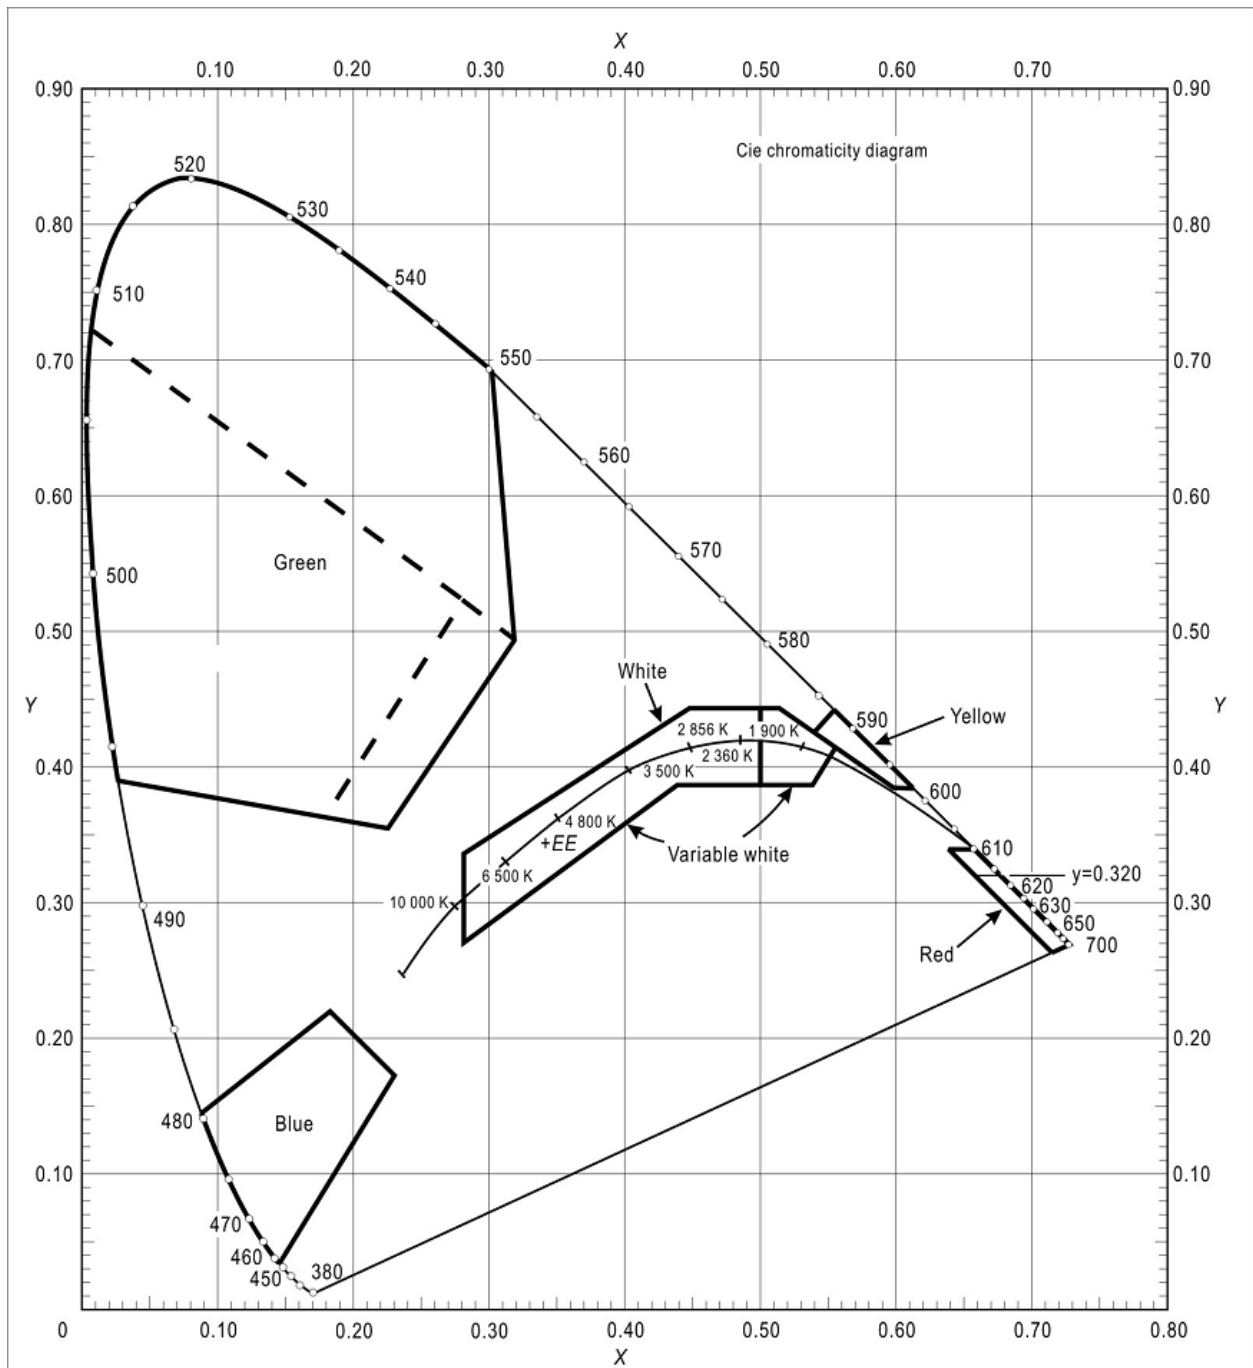 X
0.10 0.20 0.30 0.40 0.50 0.60 0.70
0.90 0.90
Cie chromaticity diagram
520
530
0.80 0.80
540
510
550
0.70 0.70
560
0.60 0.60
570
Green
500
580
0.50 0.50
White
Y Y
590 Yellow
2 856 K 1 900 K
2 360 K
0.40 3 500 K 0.40
600
4 800 K
+EE
Variable white
610
y=0.320
6 500 K
620
10 000 K
0.30 630 0.30
490
650
Red 700
0.20 0.20
480
Blue
0.10 0.10
470
460
450 380
0 0.10 0.20 0.30 0.40 0.50 0.60 0.70 0.80
X